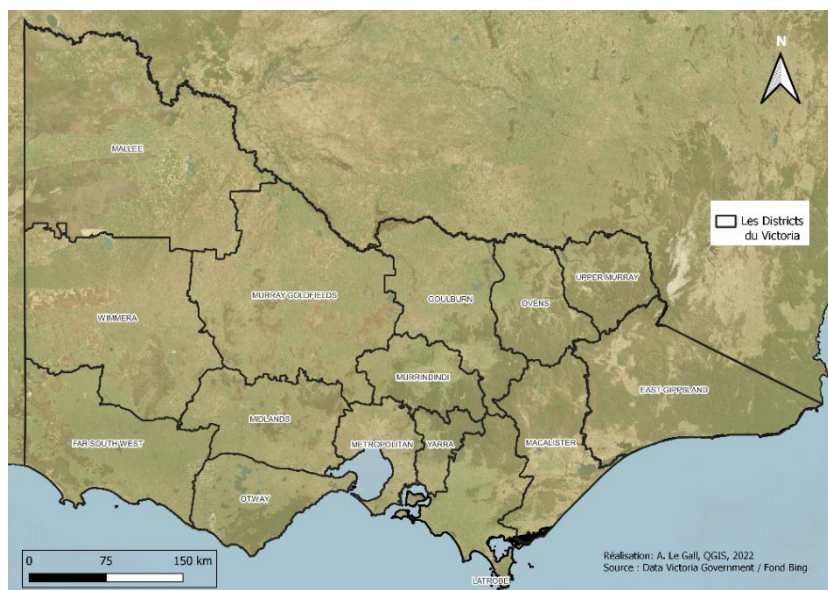 N
MALLEE
Les Districts
du Victoria
UPPER MURRAY
COULBURN
OVENS
MURRAY GOLDFIELDS
WIMMERA
MURRINDINDI
EAST GIPPSLAND
MIDLANDS
FAR SOUTH WEST
METROPOLITAN
YARRA
MACALISTER
OTWAY
0 75 150 km
LATROBE
Réalisation: A. Le Gall, QGIS, 2022
Source : Data Victoria Government / Fond Bing